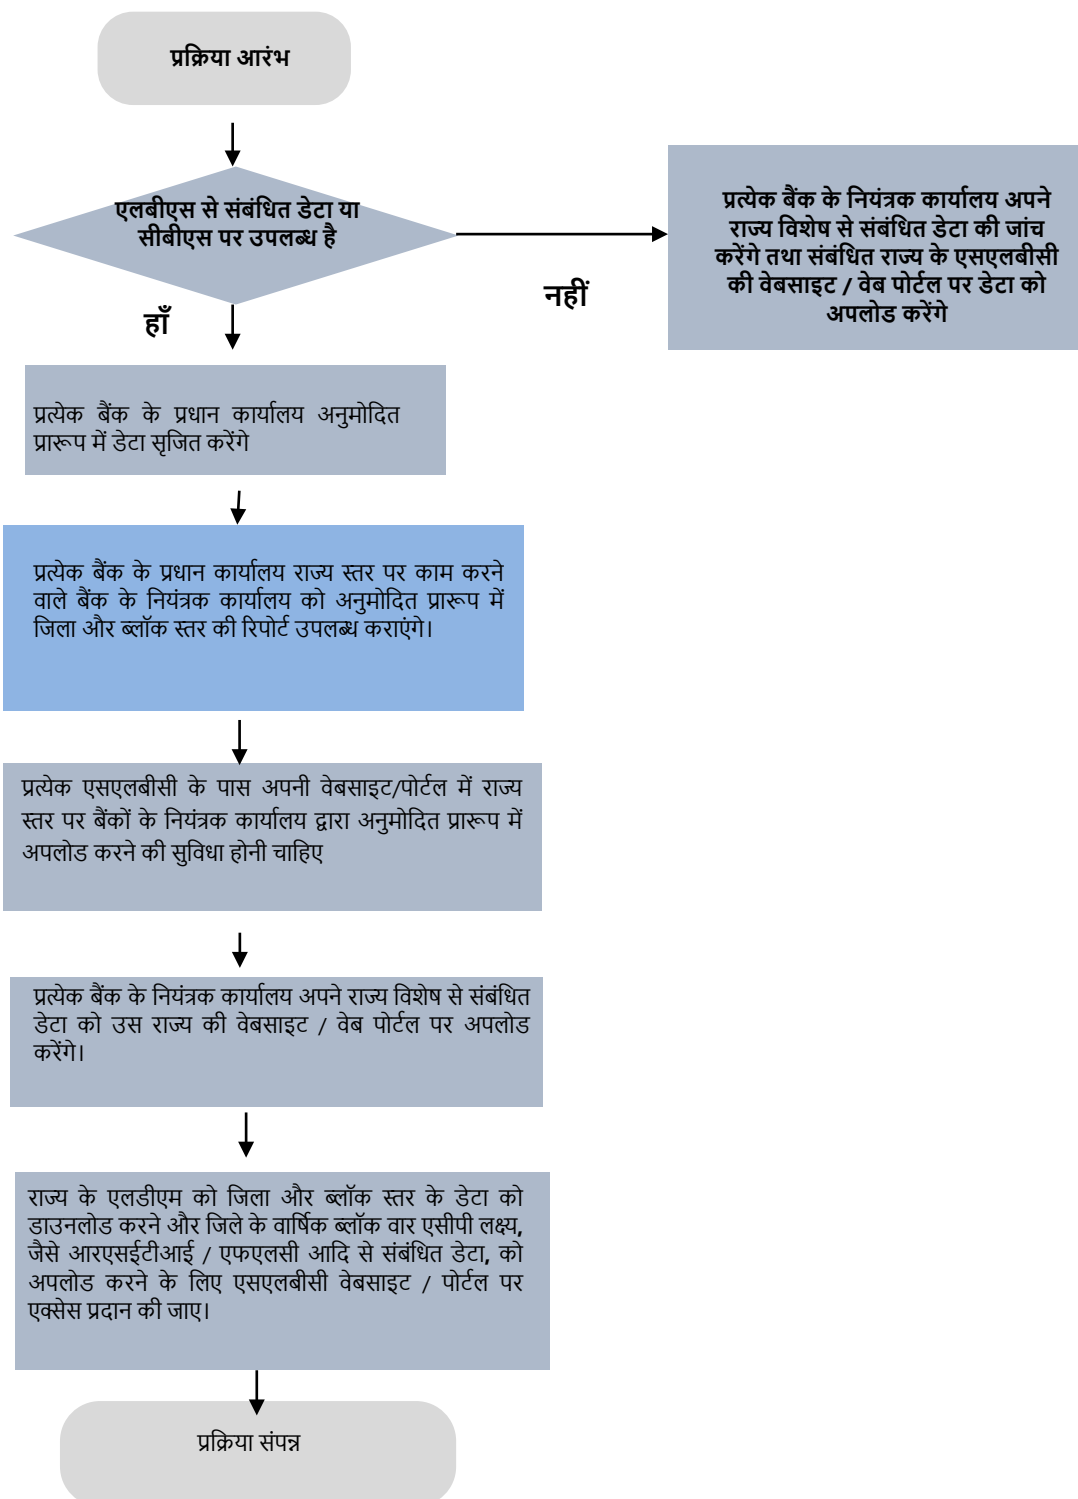 प्रक्रिया आरंभ
एलबीएस से संबंधित डेटा या
सीबीएस पर उपलब्ध है
प्रत्येक बैंक के नियंत्रक कार्यालय अपने
राज्य विशेष से संबंधित डेटा की जांच
करेंगे तथा संबंधित राज्य के एसएलबीसी
की वेबसाइट / वेब पोर्टल पर डेटा को
अपलोड करेंगे
नहीं
हाँ
प्रत्येक बैंक के प्रधान कार्यालय अनुमोदित
प्रारूप में डेटा सृजित करेंगे
प्रत्येक बैंक के प्रधान कार्यालय राज्य स्तर पर काम करने
वाले बैंक के नियंत्रक कार्यालय को अनुमोदित प्रारूप में
जिला और ब्लॉक स्तर की रिपोर्ट उपलब्ध कराएंगे।
प्रत्येक एसएलबीसी के पास अपनी वेबसाइट/पोर्टल में राज्य
स्तर पर बैंकों के नियंत्रक कार्यालय द्वारा अनुमोदित प्रारूप में
अपलोड करने की सुविधा होनी चाहिए
प्रत्येक बैंक के नियंत्रक कार्यालय अपने राज्य विशेष से संबंधित
डेटा को उस राज्य की वेबसाइट / वेब पोर्टल पर अपलोड
करेंगे।
राज्य के एलडीएम को जिला और ब्लॉक स्तर के डेटा को
डाउनलोड करने और जिले के वार्षिक ब्लॉक वार एसीपी लक्ष्य,
जैसे आरएसईटीआई / एफएलसी आदि से संबंधित डेटा, को
अपलोड करने के लिए एसएलबीसी वेबसाइट / पोर्टल पर
एक्सेस प्रदान की जाए।
प्रक्रिया संपन्न